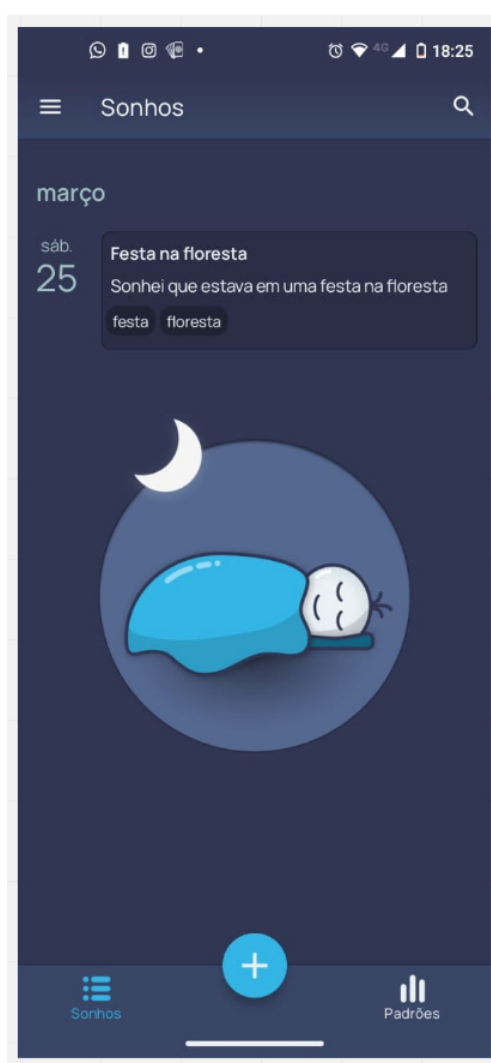 4G 18:25
Sonhos
março
sáb.
25
Festa na floresta
Sonhei que estava em uma festa na floresta
festa floresta
Sonhos
Padrões